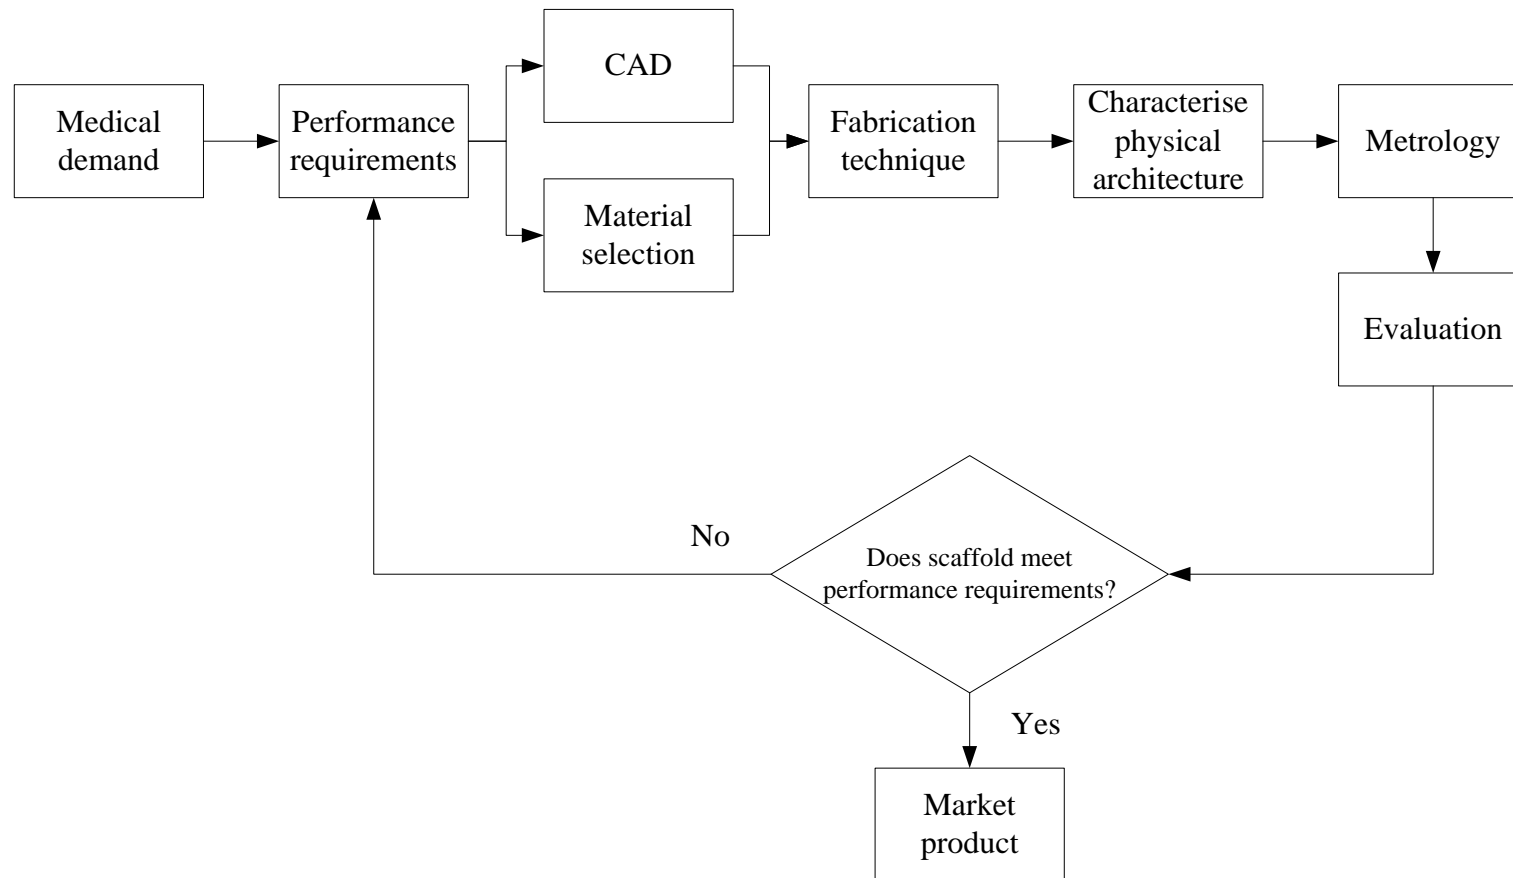 Medical
demand
Performance
requirements
CAD
Material
selection
Fabrication
technique
Characterise
physical
architecture
Metrology
Evaluation
Does scaffold meet
performance requirements?
No
Yes
Market
product